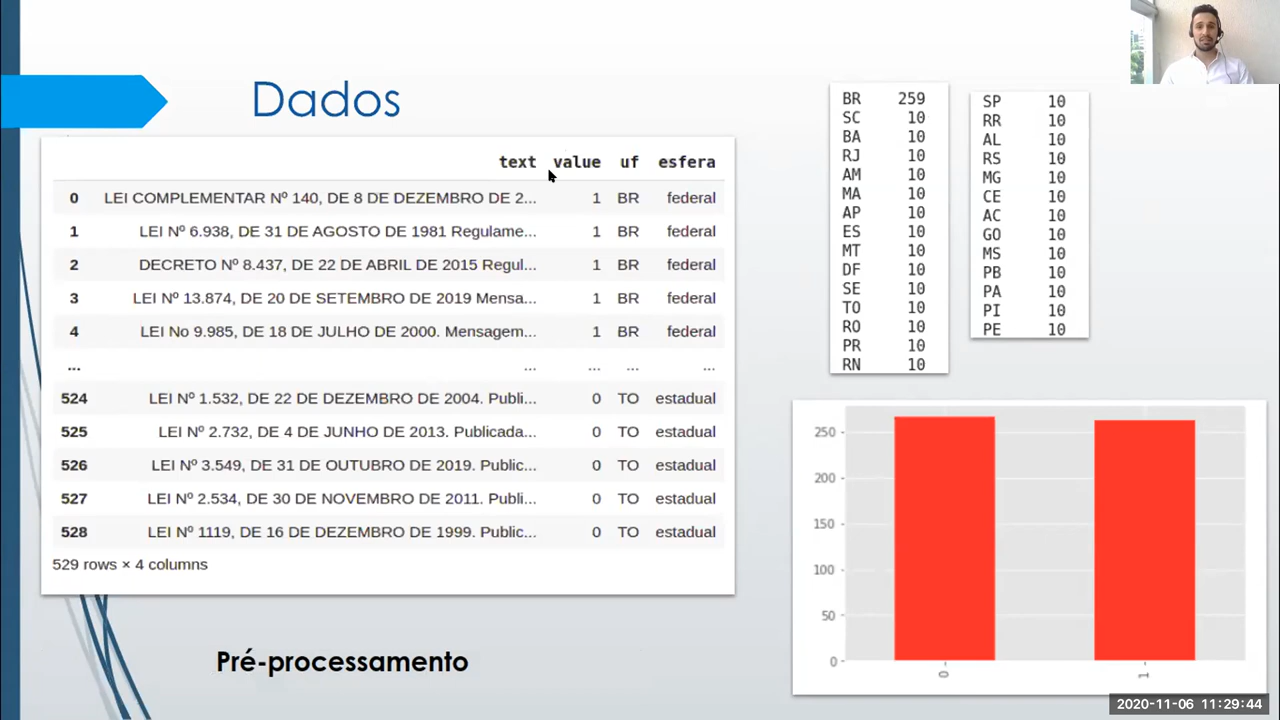 Dados
text value uf esfera
0 LEI COMPLEMENTAR Nº 140, DE 8 DE DEZEMBRO DE 2... 1 BR federal
1 LEI Nº 6.938, DE 31 DE AGOSTO DE 1981 Regulame... 1 BR federal
2 DECRETO Nº 8.437, DE 22 DE ABRIL DE 2015 Regul... 1 BR federal
3 LEI Nº 13.874, DE 20 DE SETEMBRO DE 2019 Mensa... 1 BR federal
4 LEI No 9.985, DE 18 DE JULHO DE 2000. Mensagem... 1 BR federal
... ... ... ... ...
524 LEI Nº 1.532, DE 22 DE DEZEMBRO DE 2004. Publi... 0 TO estadual
525 LEI Nº 2.732, DE 4 DE JUNHO DE 2013. Publicada... 0 TO estadual
526 LEI Nº 3.549, DE 31 DE OUTUBRO DE 2019. Public... 0 TO estadual
527 LEI Nº 2.534, DE 30 DE NOVEMBRO DE 2011. Publi... 0 TO estadual
528 LEI Nº 1119, DE 16 DE DEZEMBRO DE 1999. Public... 0 TO estadual
529 rows × 4 columns
Pré-processamento
BR 259
SC 10
BA 10
RJ 10
AM 10
MA 10
AP 10
ES 10
MT 10
DF 10
SE 10
TO 10
RO 10
PR 10
RN 10
SP 10
RR 10
AL 10
RS 10
MG 10
CE 10
AC 10
GO 10
MS 10
PB 10
PA 10
PI 10
PE 10
250
200
150
100
50
0
0 1
2020-11-06 11:29:44